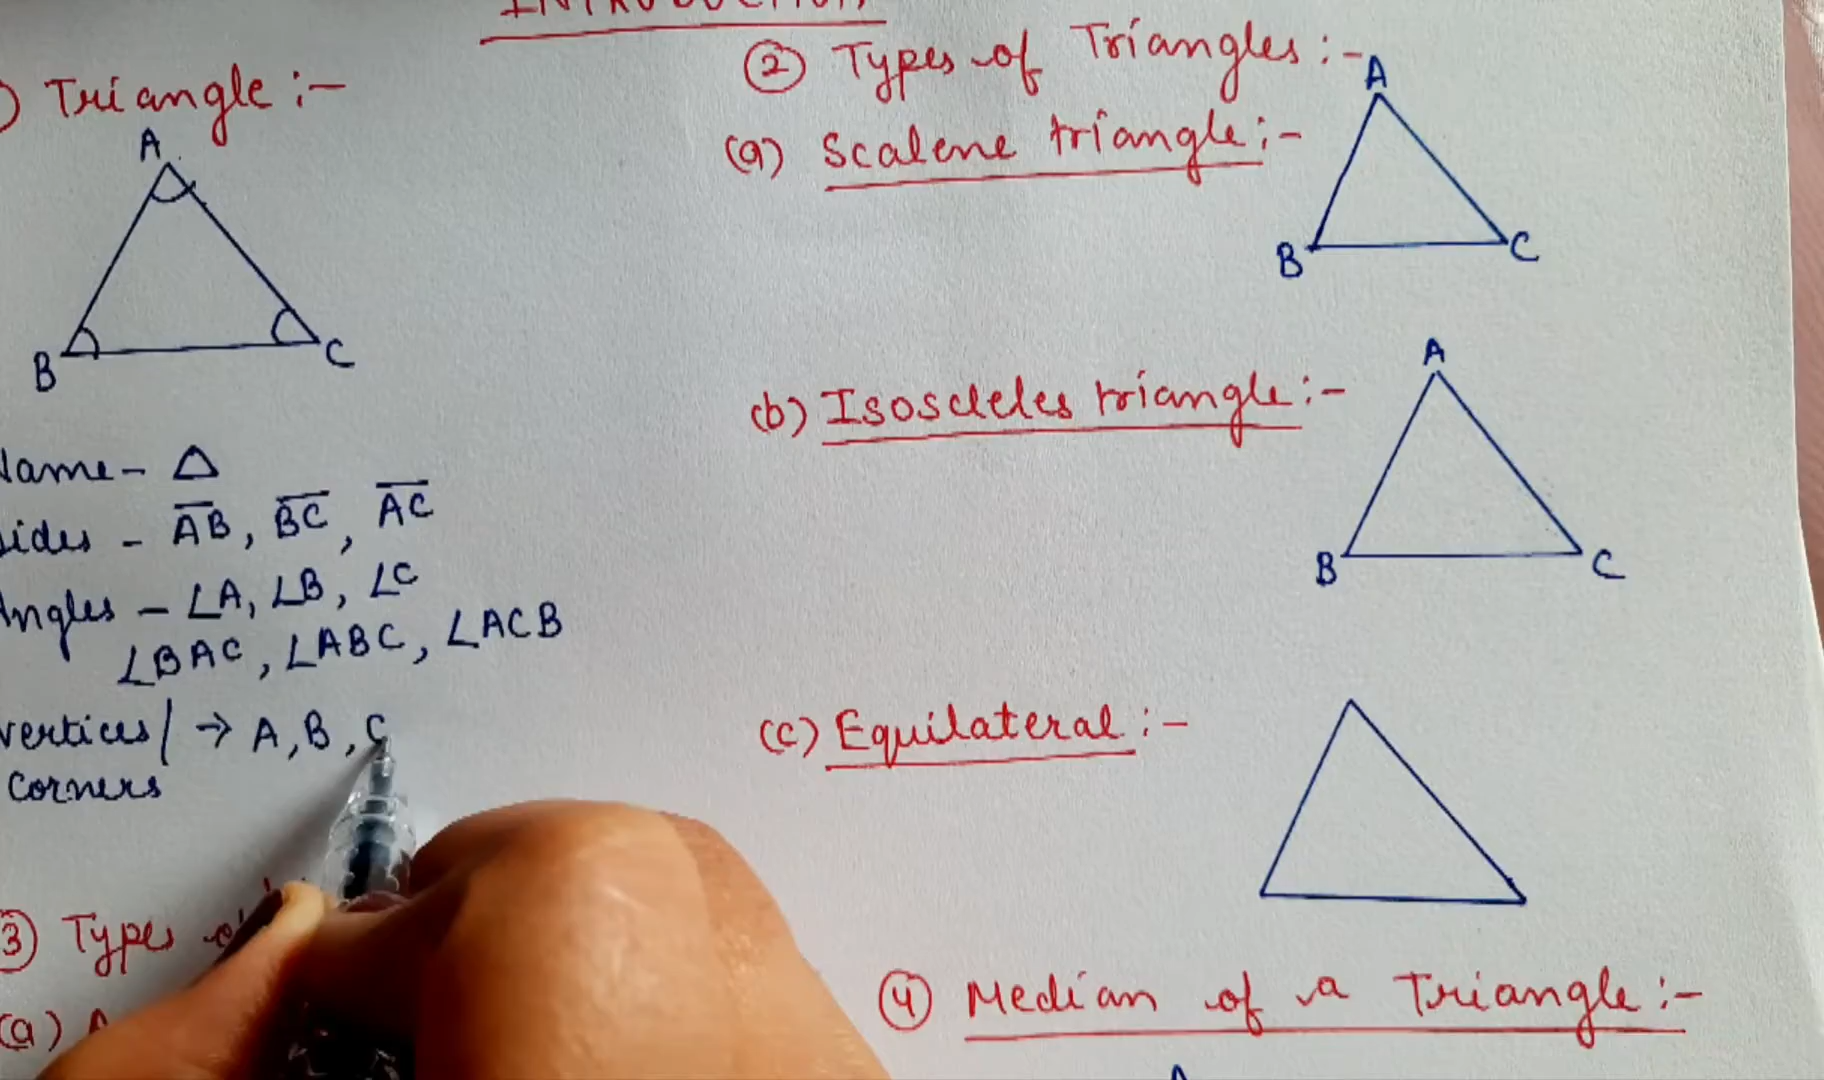 INTRODUCTION
Triangle :-
A
B
C
Name - Δ
sides - AB, BC, AC
Angles - ∠A, ∠B, ∠C
∠BAC, ∠ABC, ∠ACB
vertices/ → A, B, C
corners
③ Types
(a) A
② Types of Triangles :-
(a) Scalene triangle :-
A
B
C
(b) Isosceles triangle :-
A
B
C
(c) Equilateral :-
④ Median of a Triangle :-
A